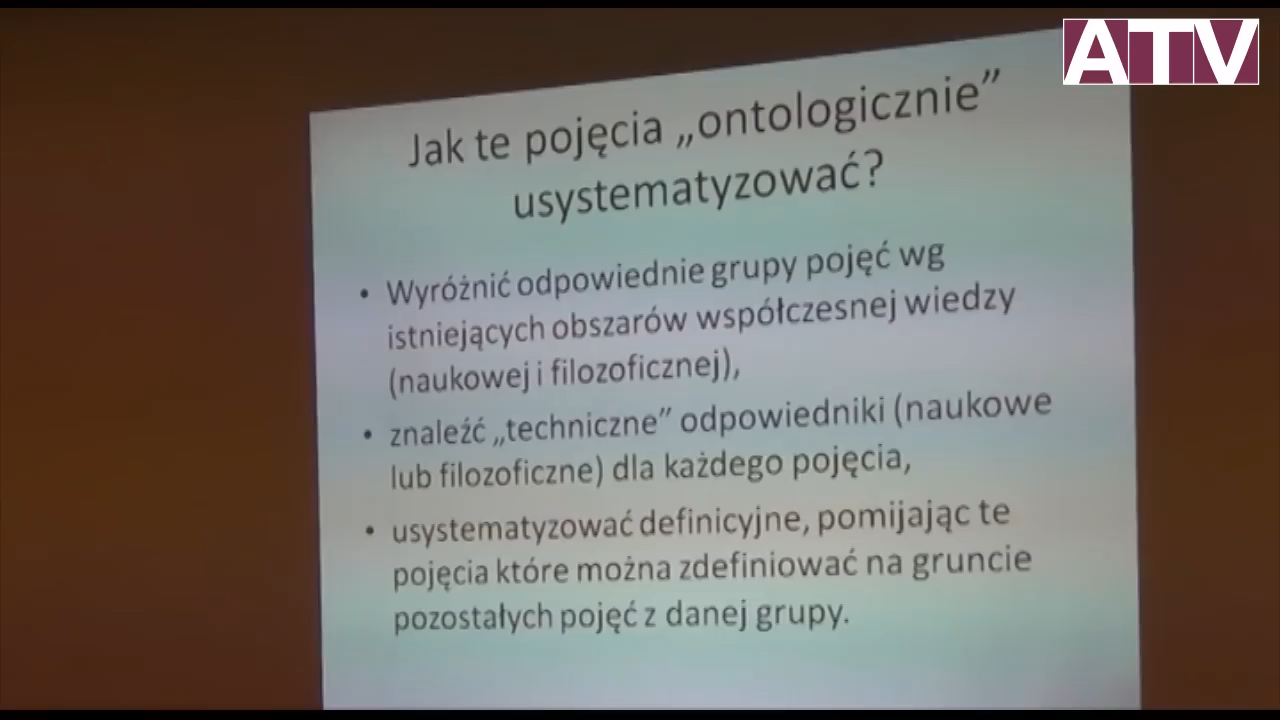 ATV
Jak te pojęcia „ontologicznie”
usystematyzować?
• Wyróżnić odpowiednie grupy pojęć wg
istniejących obszarów współczesnej wiedzy
(naukowej i filozoficznej),
• znaleźć „techniczne” odpowiedniki (naukowe
lub filozoficzne) dla każdego pojęcia,
• usystematyzować definicyjne, pomijając te
pojęcia które można zdefiniować na gruncie
pozostałych pojęć z danej grupy.